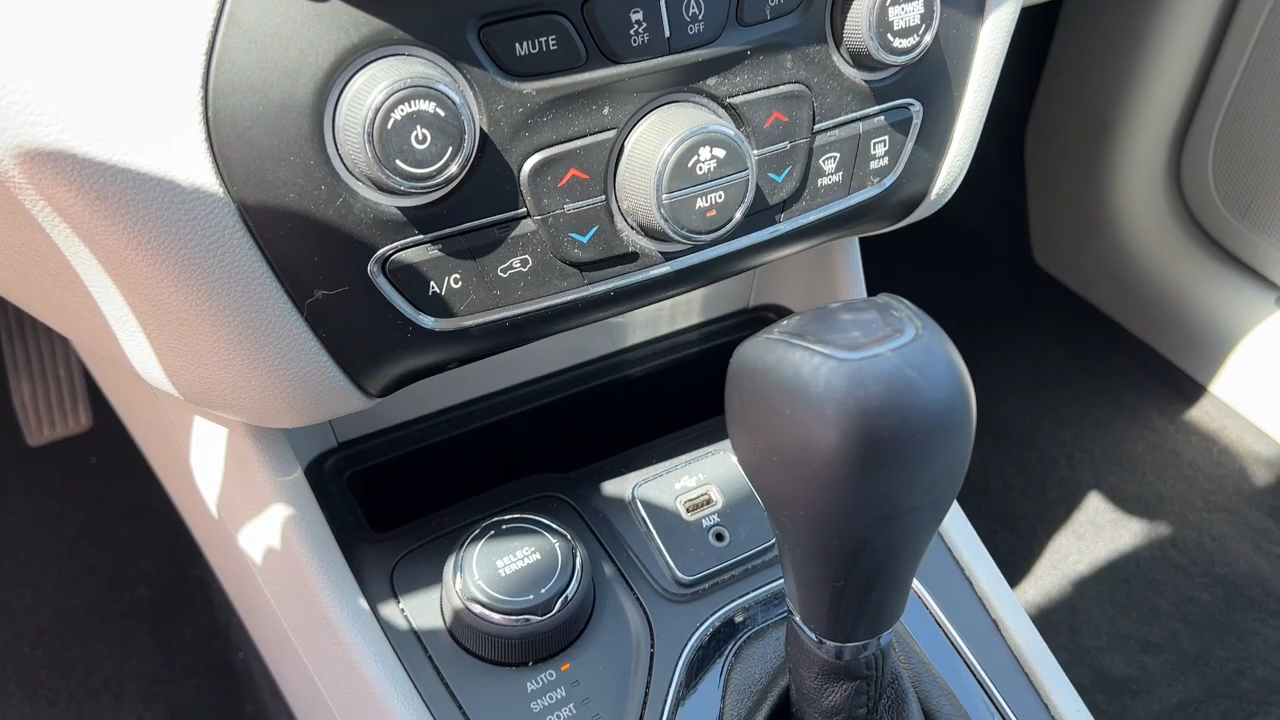 MUTE
OFF
OFF
BROWSE
ENTER
SCROLL
VOLUME
OFF
AUTO
FRONT
REAR
A/C
AUX
SELEC-
TERRAIN
AUTO
SNOW